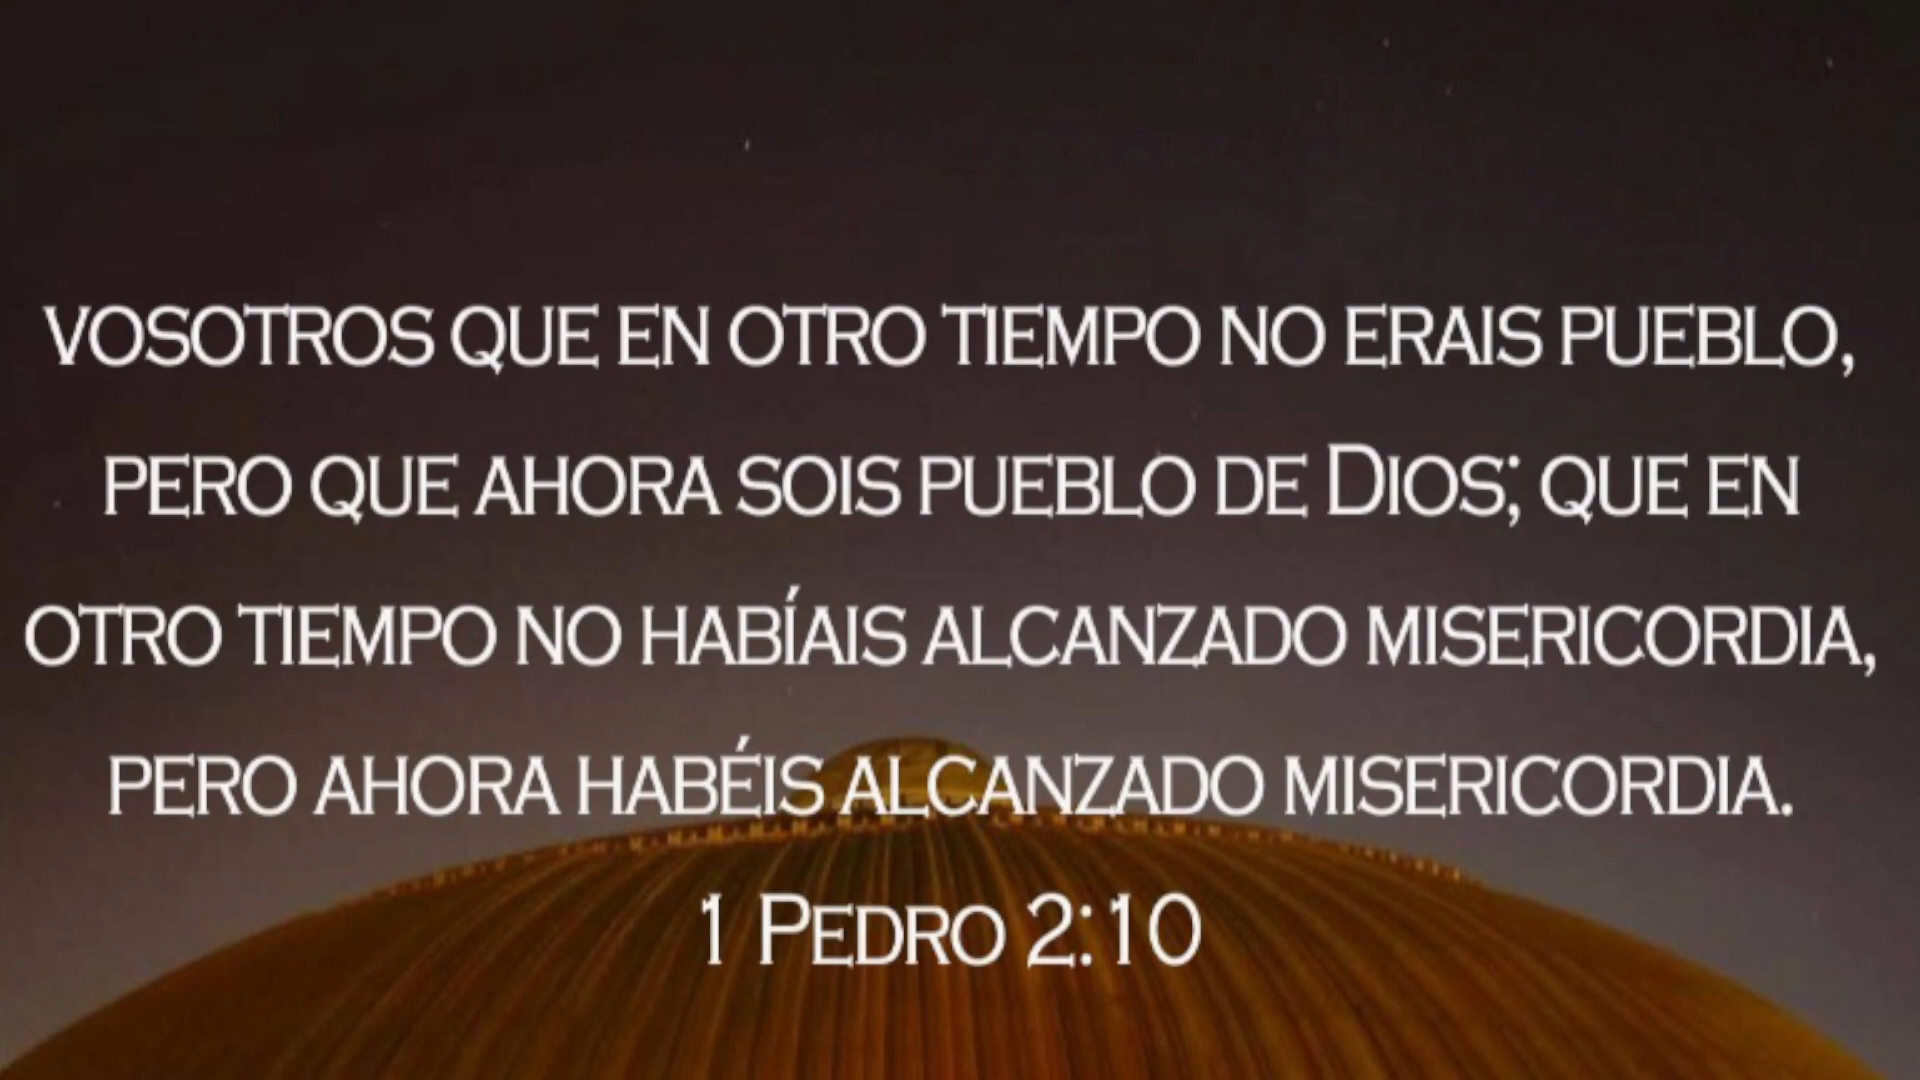 VOSOTROS QUE EN OTRO TIEMPO NO ERAIS PUEBLO,
PERO QUE AHORA SOIS PUEBLO DE DIOS; QUE EN
OTRO TIEMPO NO HABÍAIS ALCANZADO MISERICORDIA,
PERO AHORA HABÉIS ALCANZADO MISERICORDIA.
1 PEDRO 2:10